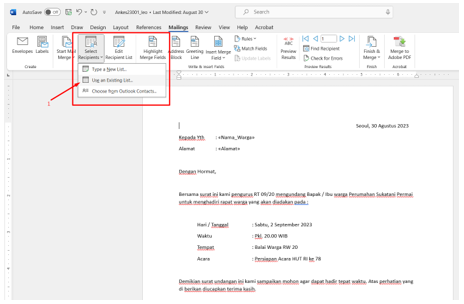 AutoSave Off Ankei23001_Ino • Last Modified August 30 Search
File Home Insert Draw Design Layout References Mailings Review View Help Acrobat
Envelopes Labels Start Mail Merge Select Recipients Edit Recipient List Highlight Merge Fields Address Block Greeting Line Insert Merge Field Rules Match Fields Update Labels Preview Results ABC 1 Find Recipient Check for Errors Finish & Merge Merge to Adobe PDF
Create Write & Insert Fields Preview Results Finish Acrobat
Type a New List...
Use an Existing List...
Choose from Outlook Contacts...
1
Seoul, 30 Agustus 2023
Kepada Yth. : «Nama_Warga»
Alamat : «Alamat»
Dengan Hormat,
Bersama surat ini kami pengurus RT 09/20 mengundang Bapak / Ibu warga Perumahan Sukatani Permai
untuk menghadiri rapat warga yang akan diadakan pada :
Hari / Tanggal : Sabtu, 2 September 2023
Waktu : Pkl. 20.00 WIB
Tempat : Balai Warga RW 20
Acara : Persiapan Acara HUT RI ke 78
Demikian surat undangan ini kami sampaikan mohon agar dapat hadir tepat waktu. Atas perhatian yang
di berikan diucapkan terima kasih.